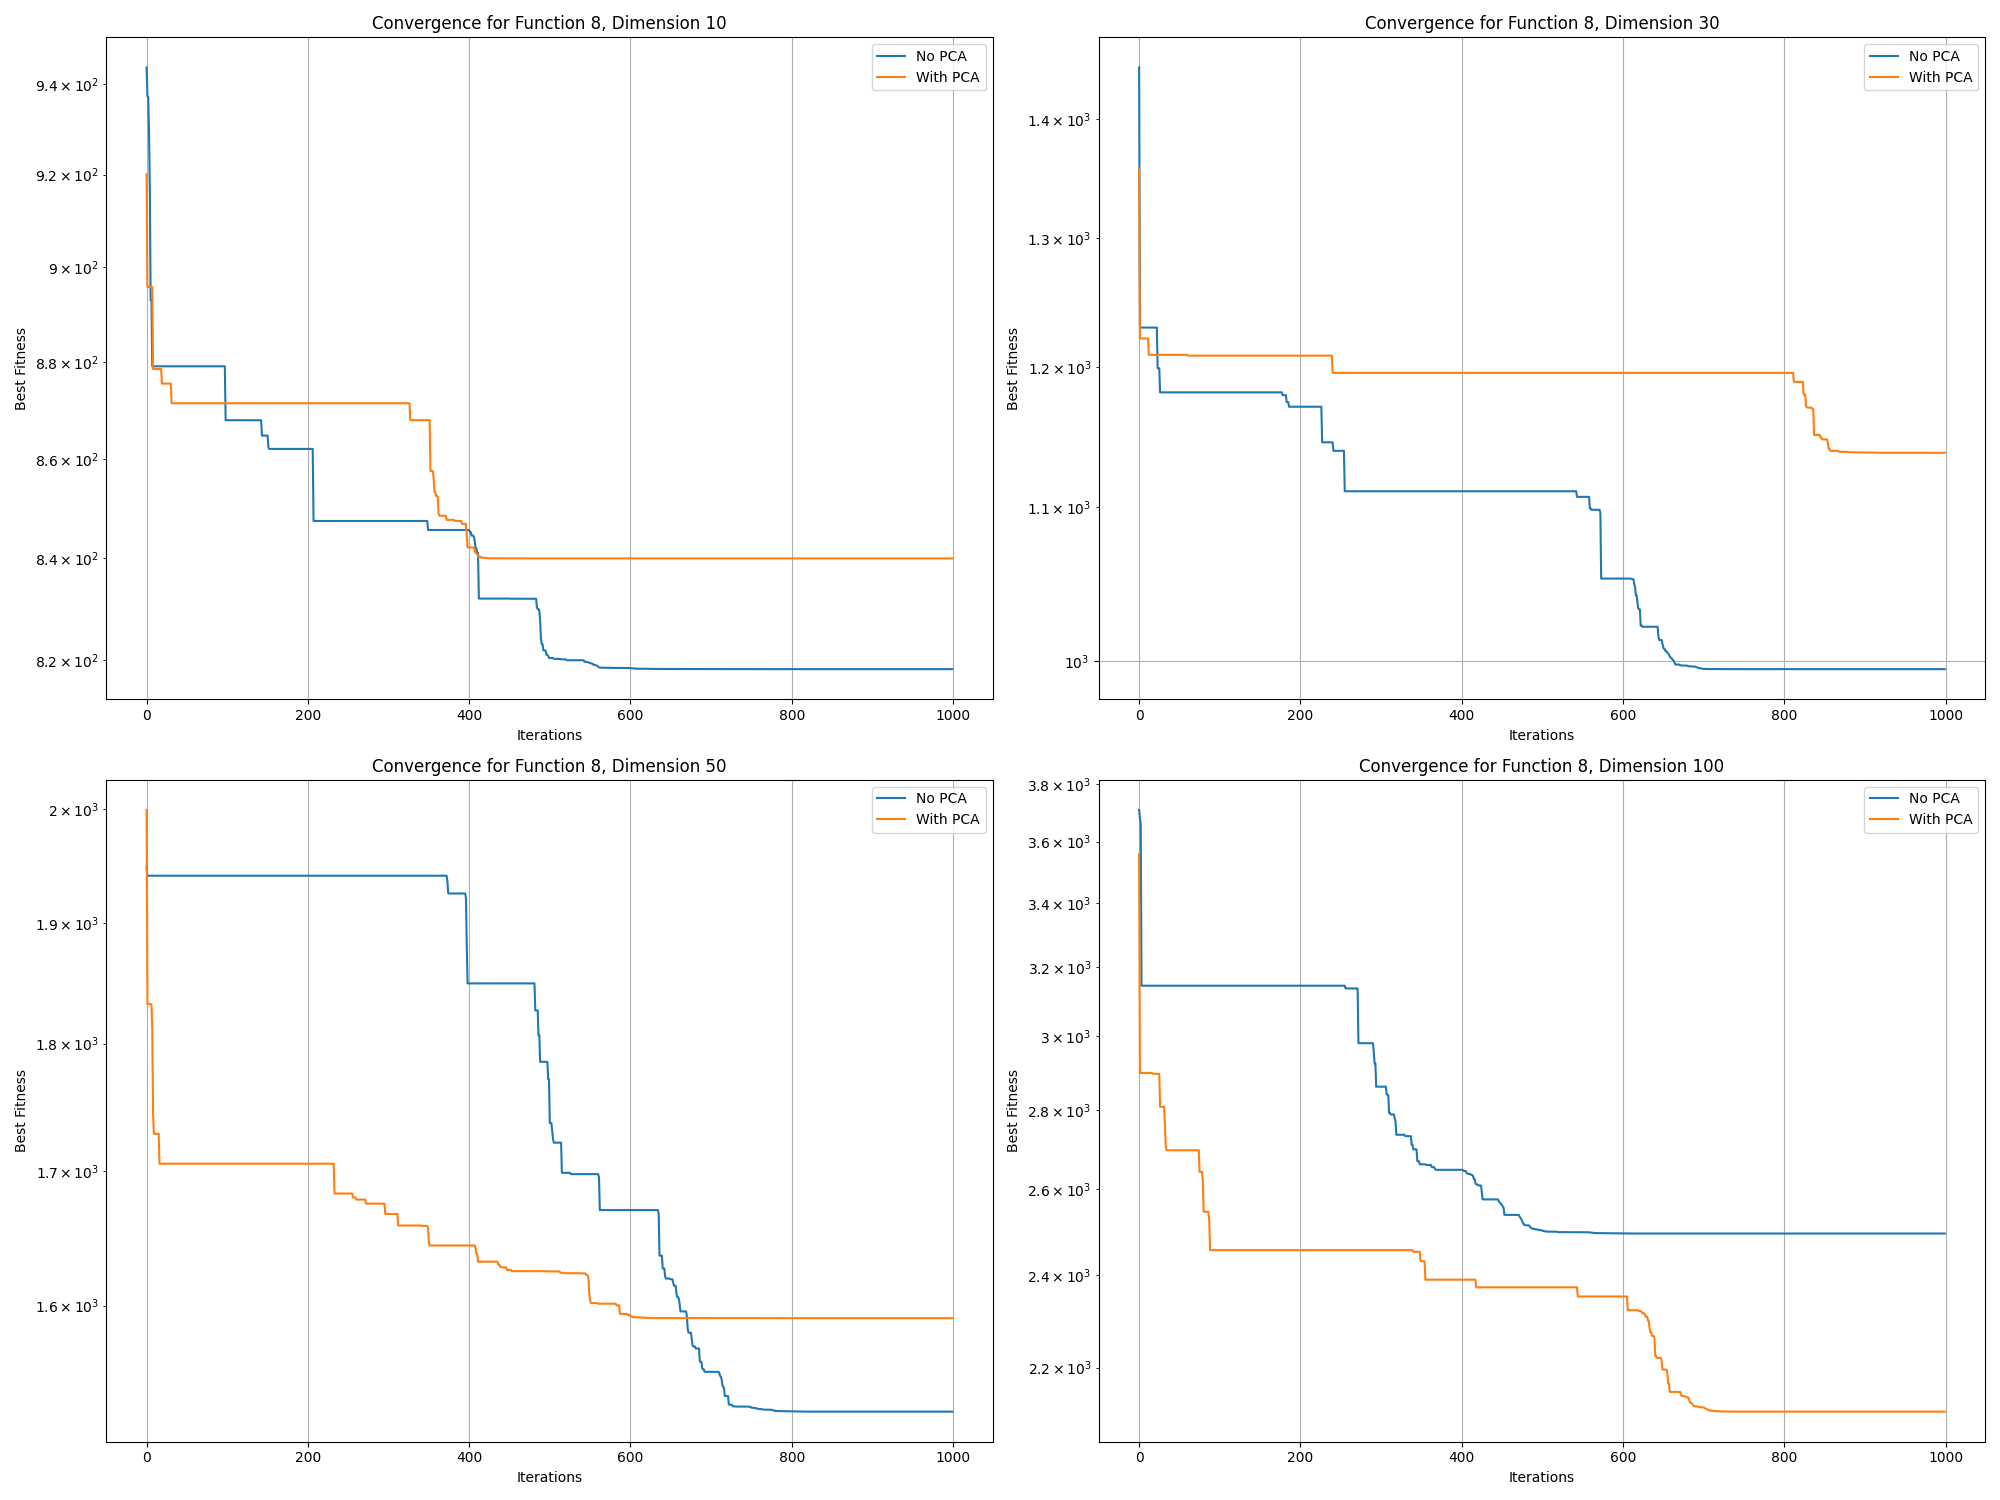 Convergence for Function 8, Dimension 10
No PCA
With PCA
9.4 × 10²
9.2 × 10²
9 × 10²
8.8 × 10²
8.6 × 10²
8.4 × 10²
8.2 × 10²
Best Fitness
0 200 400 600 800 1000
Iterations
Convergence for Function 8, Dimension 30
No PCA
With PCA
1.4 × 10³
1.3 × 10³
1.2 × 10³
1.1 × 10³
10³
Best Fitness
0 200 400 600 800 1000
Iterations
Convergence for Function 8, Dimension 50
No PCA
With PCA
2 × 10³
1.9 × 10³
1.8 × 10³
1.7 × 10³
1.6 × 10³
Best Fitness
0 200 400 600 800 1000
Iterations
Convergence for Function 8, Dimension 100
No PCA
With PCA
3.8 × 10³
3.6 × 10³
3.4 × 10³
3.2 × 10³
3 × 10³
2.8 × 10³
2.6 × 10³
2.4 × 10³
2.2 × 10³
Best Fitness
0 200 400 600 800 1000
Iterations